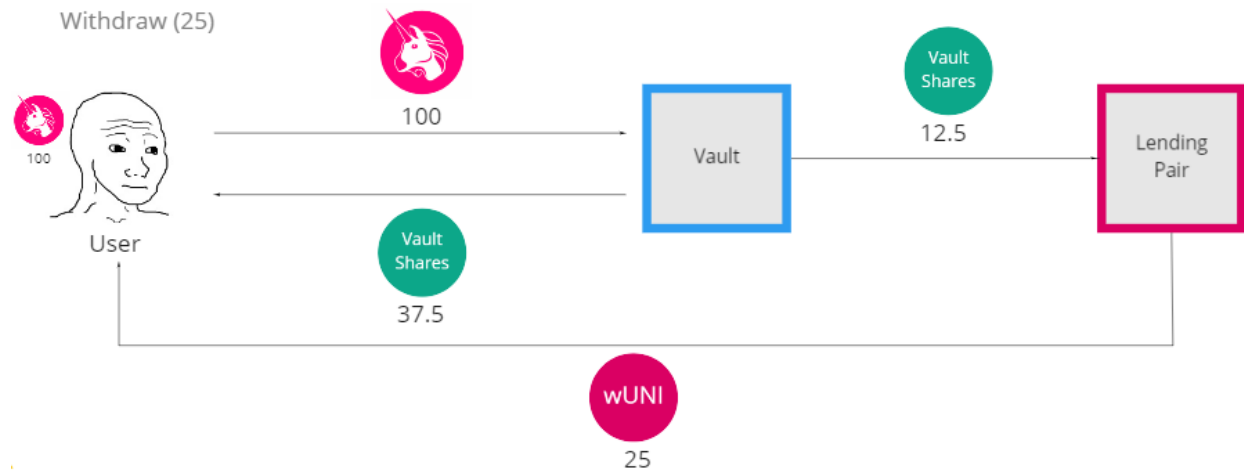 Withdraw (25)
100
100
User
Vault
Shares
37.5
Vault
Vault
Shares
12.5
Lending
Pair
wUNI
25